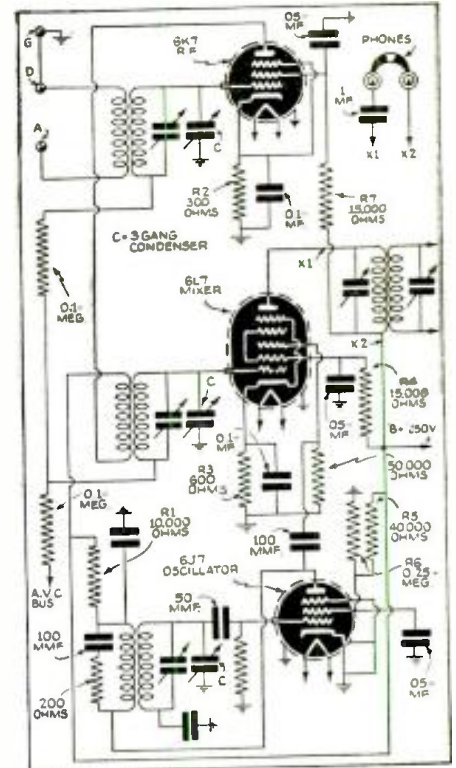 G
D
A
6K7
R F
.05-
MF
PHONES
1
MF
X1
X2
C
R2
300
OHMS
0.1-
MF
R7
15,000
OHMS
C = 3 GANG
CONDENSER
0.1-
MEG
6L7
MIXER
X1
X2
C
0.1-
MF
.05-
MF
15,000
OHMS
B+ 250V
R3
600
OHMS
50,000
OHMS
0.1
MEG
R1
10,000
OHMS
100
MMF.
R5
40,000
OHMS
6J7
OSCILLATOR
R6
0.25-
MEG
A.V.C
BUS
50
MMF.
100
MMF.
C
200
OHMS
.05-
MF